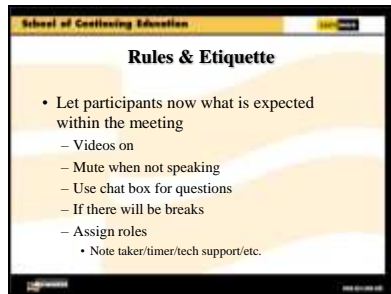 School of Continuing Education
Rules & Etiquette
• Let participants now what is expected
within the meeting
– Videos on
– Mute when not speaking
– Use chat box for questions
– If there will be breaks
– Assign roles
• Note taker/timer/tech support/etc.